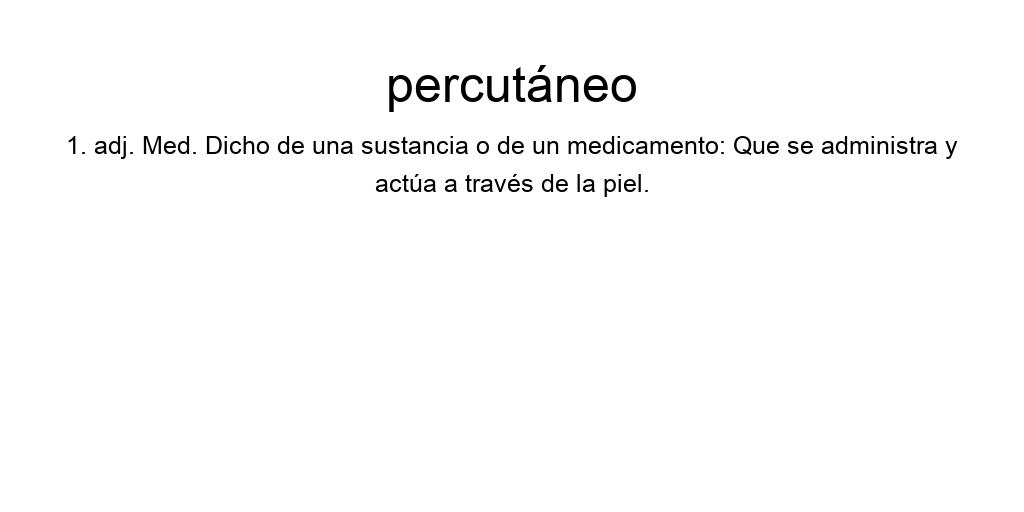 percutáneo
1. adj. Med. Dicho de una sustancia o de un medicamento: Que se administra y
actúa a través de la piel.